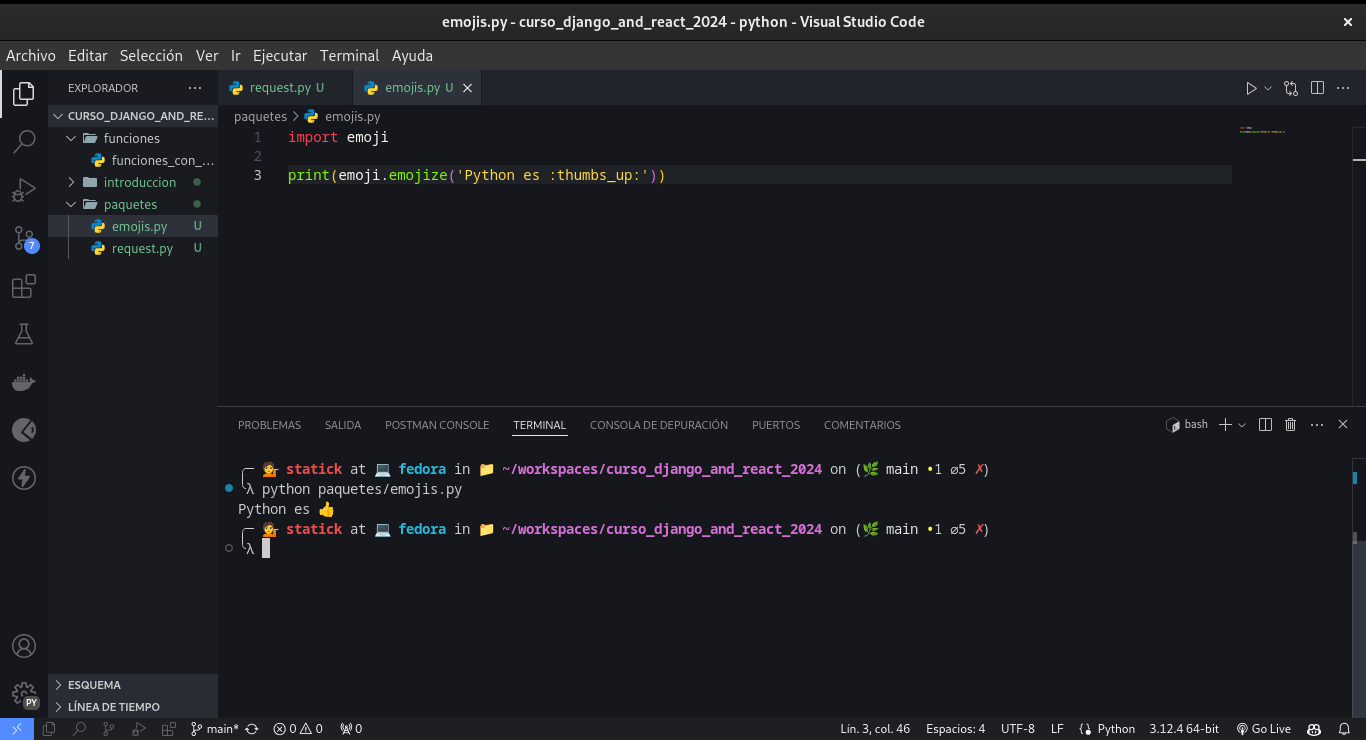 emojis.py - curso_django_and_react_2024 - python - Visual Studio Code
Archivo Editar Selección Ver Ir Ejecutar Terminal Ayuda
EXPLORADOR
CURSO_DJANGO_AND_RE...
funciones
funciones_con_...
introduccion
paquetes
emojis.py U
request.py U
7
ESQUEMA
LÍNEA DE TIEMPO
PY
request.py U
emojis.py U
paquetes > emojis.py
1 import emoji
2
3 print(emoji.emojize('Python es :thumbs_up:'))
PROBLEMAS SALIDA POSTMAN CONSOLE TERMINAL CONSOLA DE DEPURACIÓN PUERTOS COMENTARIOS
bash
╭─ 💁 statick at 💻 fedora in 📁 ~/workspaces/curso_django_and_react_2024 on (🌿 main •1 ⌀5 ✗)
╰λ python paquetes/emojis.py
Python es 👍
╭─ 💁 statick at 💻 fedora in 📁 ~/workspaces/curso_django_and_react_2024 on (🌿 main •1 ⌀5 ✗)
╰λ
main* 0 0 0 Lín. 3, col. 46 Espacios: 4 UTF-8 LF Python 3.12.4 64-bit Go Live